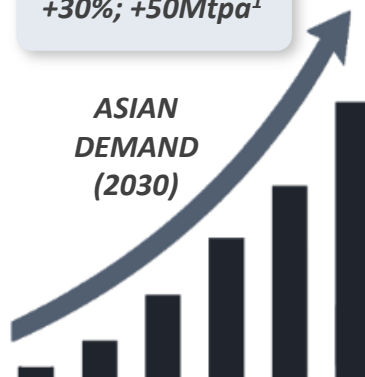 +30%; +50Mtpa¹
ASIAN
DEMAND
(2030)